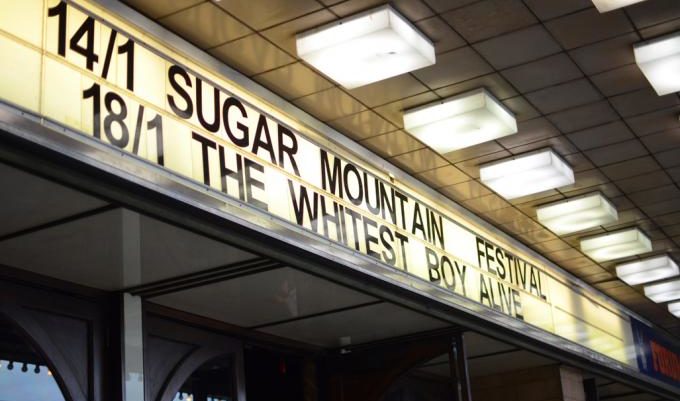 14/1 SUGAR MOUNTAIN FESTIVAL
18/1 THE WHITEST BOY ALIVE